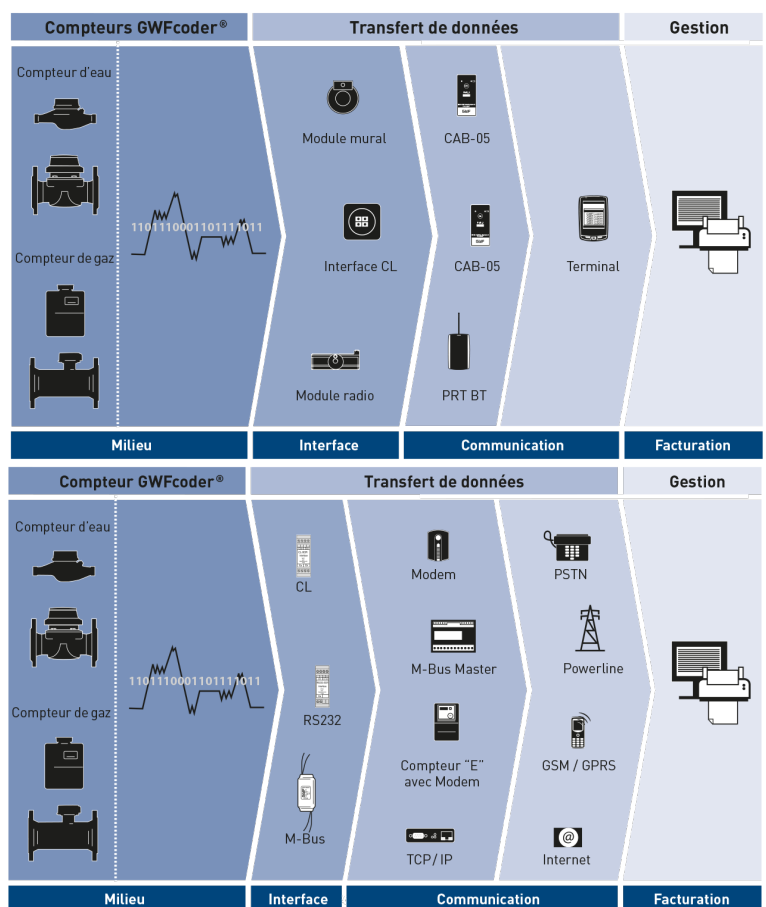 Compteurs GWFcoder®
Transfert de données
Gestion
Compteur d'eau
Module mural
CAB-05
110111000110111011
Compteur de gaz
Interface CL
CAB-05
Terminal
Module radio
PRT BT
Milieu
Interface
Communication
Facturation
Compteur GWFcoder®
Transfert de données
Gestion
Compteur d'eau
CL
Modem
PSTN
M-Bus Master
Powerline
110111000110111011
Compteur de gaz
RS232
Compteur "E"
avec Modem
GSM / GPRS
M-Bus
TCP/ IP
Internet
Milieu
Interface
Communication
Facturation